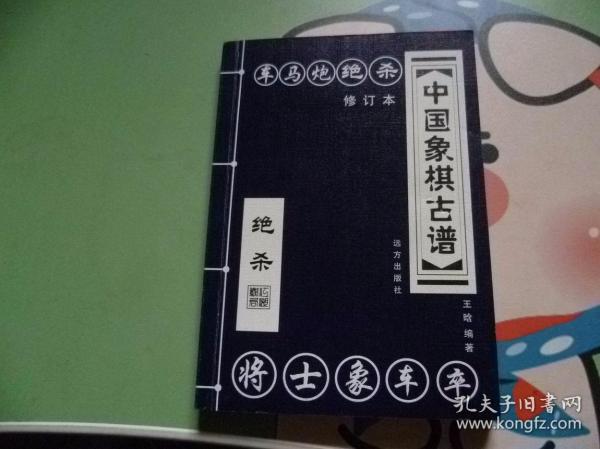 车马炮绝杀
修订本
中国象棋古谱
绝杀
远方出版社
王晗 编著
将士象车卒
孔夫子旧书网
www.kongfz.com